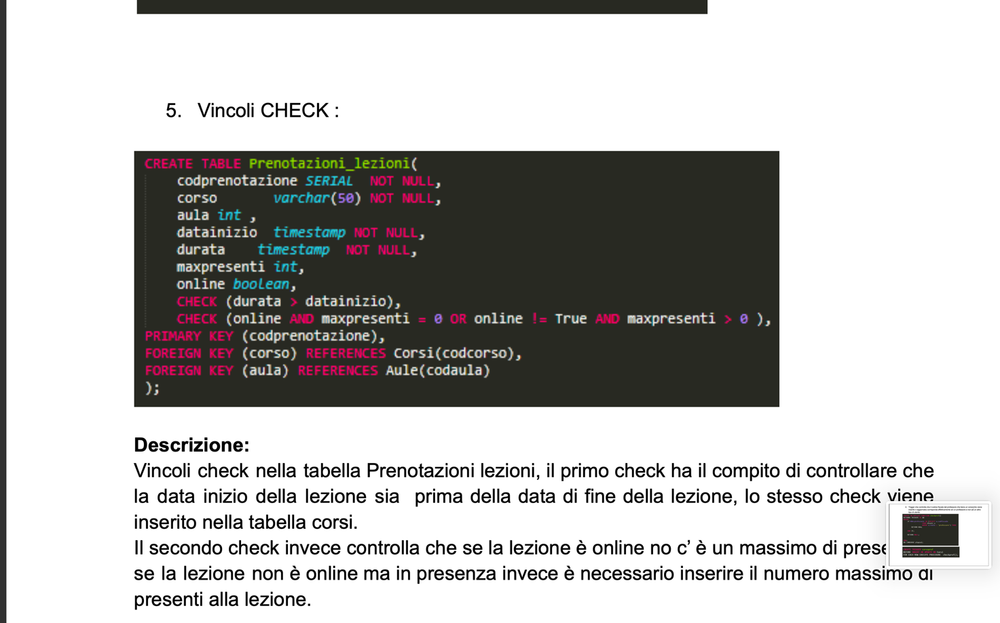 5. Vincoli CHECK :
CREATE TABLE Prenotazioni_lezioni(
codprenotazione SERIAL NOT NULL,
corso varchar(50) NOT NULL,
aula int ,
datainizio timestamp NOT NULL,
durata timestamp NOT NULL,
maxpresenti int,
online boolean,
CHECK (durata > datainizio),
CHECK (online AND maxpresenti = 0 OR online != True AND maxpresenti > 0 ),
PRIMARY KEY (codprenotazione),
FOREIGN KEY (corso) REFERENCES Corsi(codcorso),
FOREIGN KEY (aula) REFERENCES Aule(codaula)
);
Descrizione:
Vincoli check nella tabella Prenotazioni lezioni, il primo check ha il compito di controllare che
la data inizio della lezione sia prima della data di fine della lezione, lo stesso check viene
inserito nella tabella corsi.
Il secondo check invece controlla che se la lezione è online no c' è un massimo di prese
se la lezione non è online ma in presenza invece è necessario inserire il numero massimo di
presenti alla lezione.